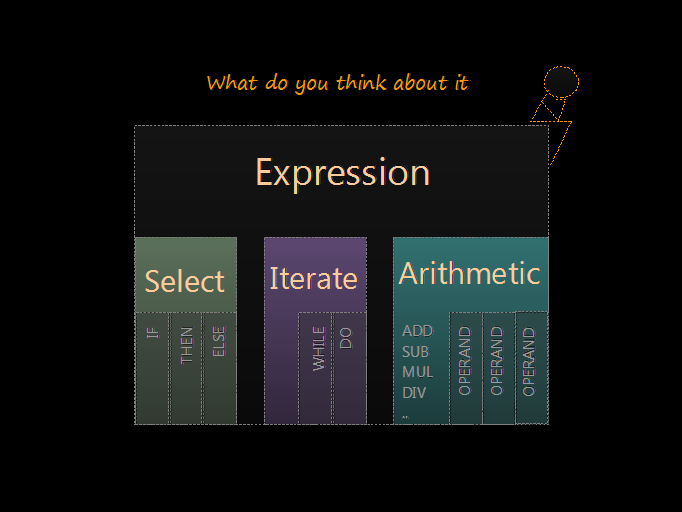 What do you think about it
Expression
Select
Iterate
Arithmetic
IF
THEN
ELSE
WHILE
DO
ADD
SUB
MUL
DIV
..
OPERAND
OPERAND
OPERAND